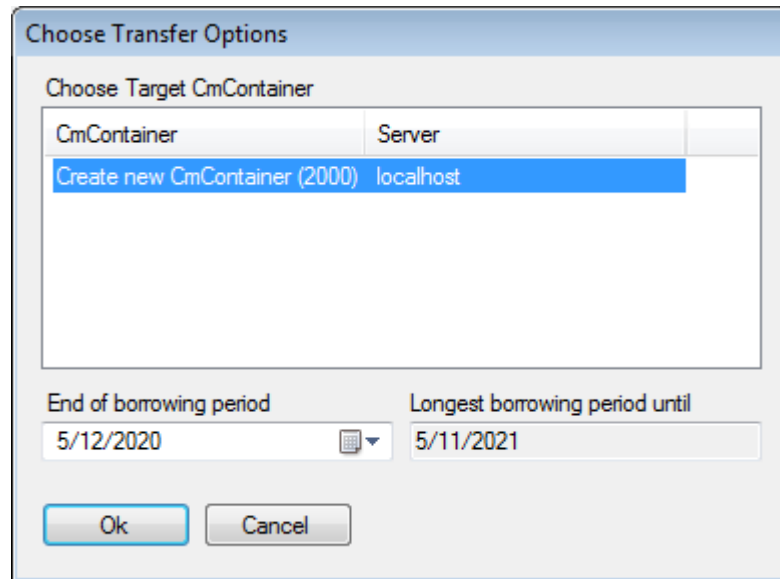 Choose Transfer Options
Choose Target CmContainer
CmContainer Server
Create new CmContainer (2000) localhost
End of borrowing period Longest borrowing period until
5/12/2020 5/11/2021
Ok Cancel